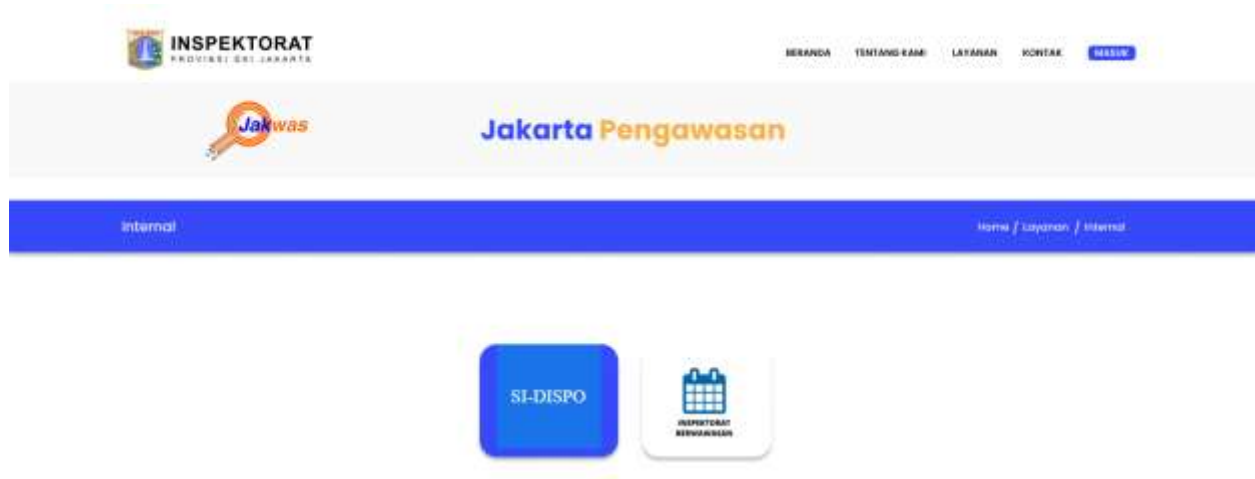 INSPEKTORAT
PROVINSI DKI JAKARTA
BERANDA TENTANG KAMI LAYANAN KONTAK MASUK
Jakwas
Jakarta Pengawasan
Internal
Home / Layanan / Internal
SI-DISPO
INSPEKTORAT
BERWAWASAN